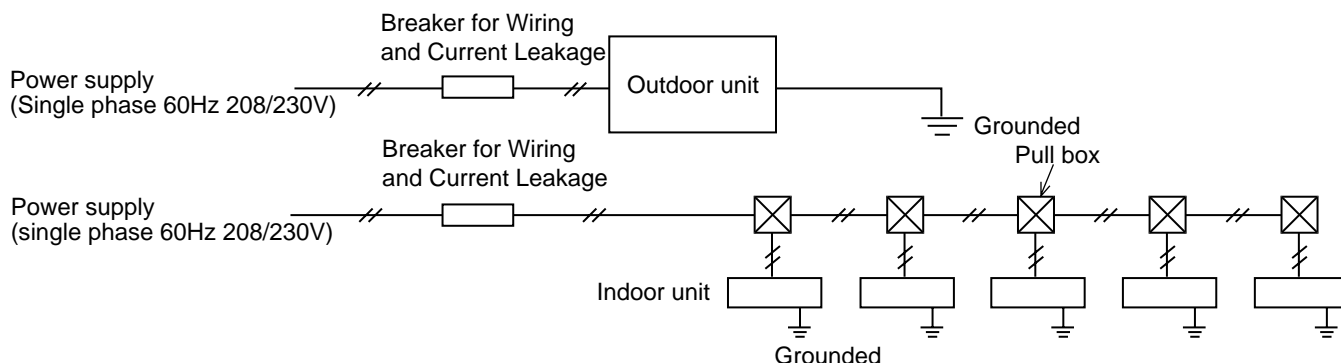 Breaker for Wiring
and Current Leakage
Power supply
(Single phase 60Hz 208/230V)
Outdoor unit
Grounded
Pull box
Breaker for Wiring
and Current Leakage
Power supply
(single phase 60Hz 208/230V)
Indoor unit
Grounded